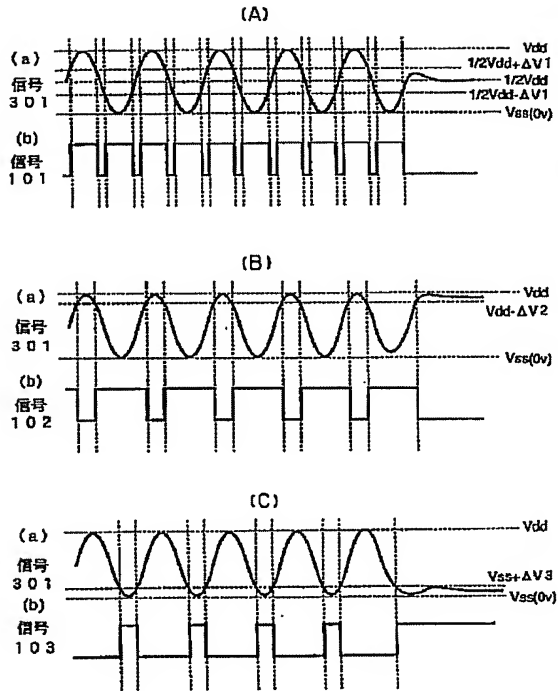 (A)
(a)
信号
301
Vdd
1/2Vdd+ΔV1
1/2Vdd
1/2Vdd-ΔV1
Vss(0v)
(b)
信号
101
(B)
(a)
信号
301
Vdd
Vdd-ΔV2
Vss(0v)
(b)
信号
102
(C)
(a)
信号
301
Vdd
Vss+ΔV3
Vss(0v)
(b)
信号
103